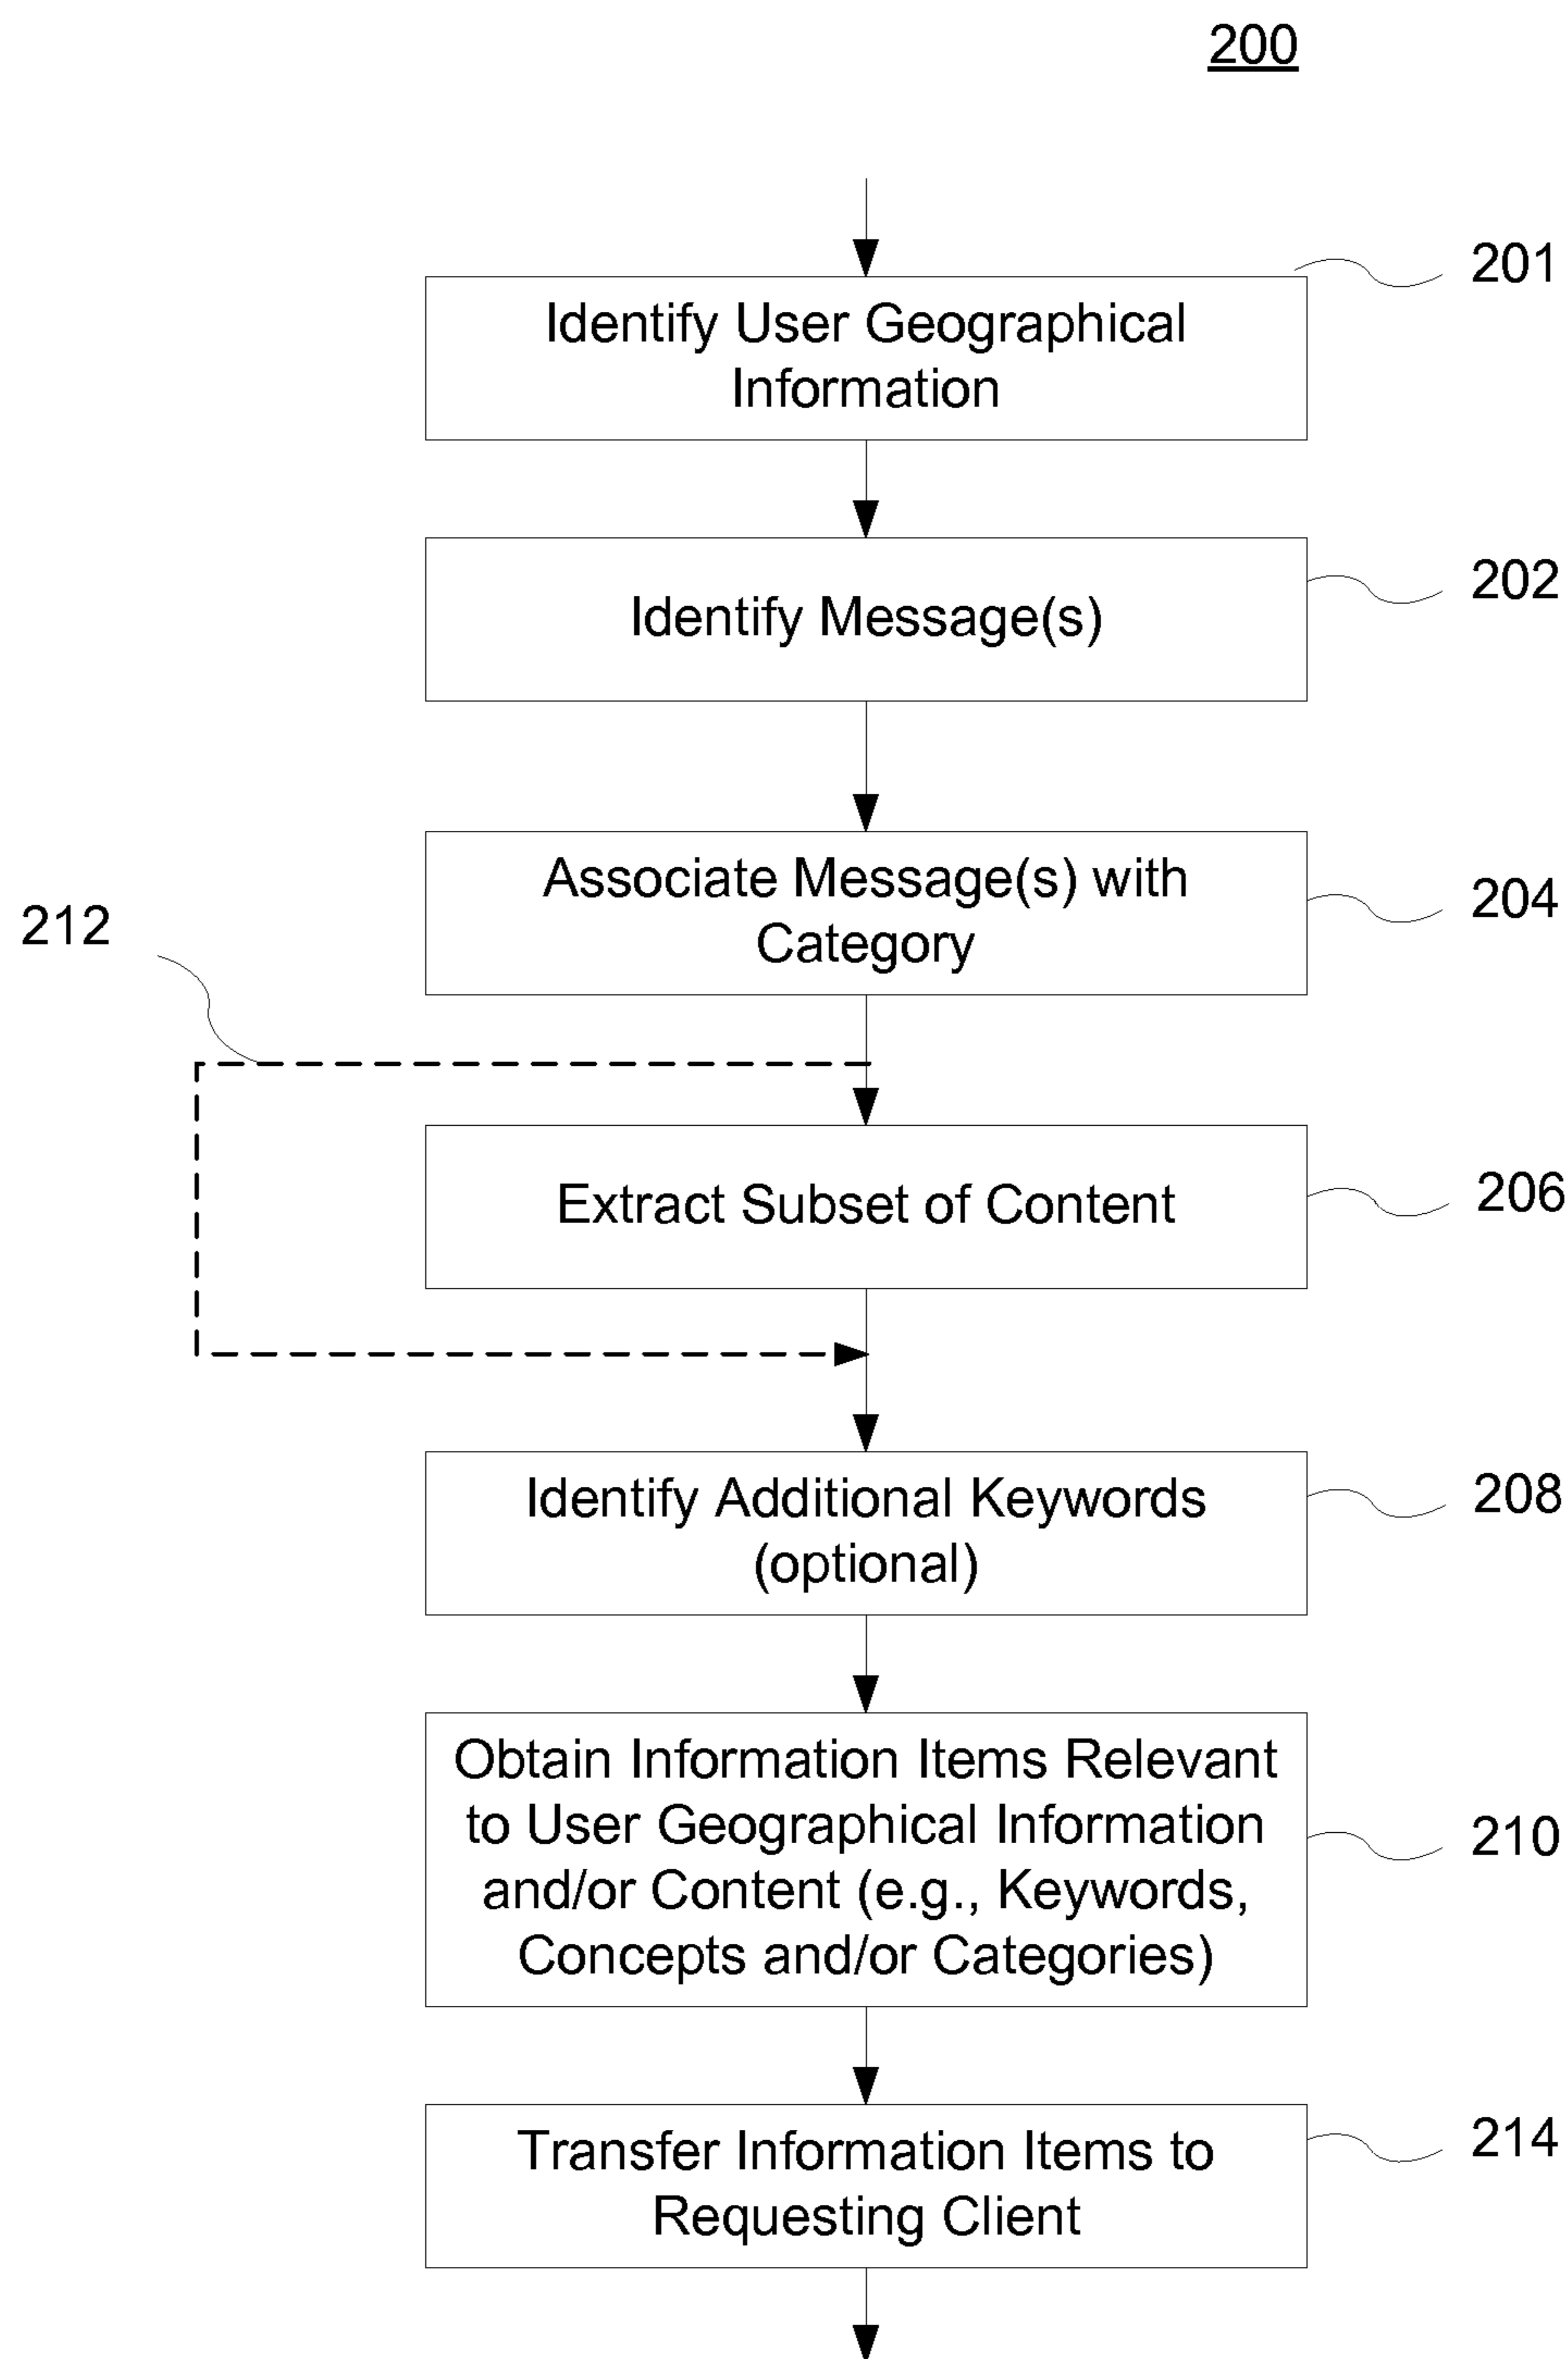 200
201
Identify User Geographical
Information
202
Identify Message(s)
204
Associate Message(s) with
Category
212
206
Extract Subset of Content
208
Identify Additional Keywords
(optional)
Obtain Information Items Relevant
to User Geographical Information
210
and/or Content (e.g., Keywords,
Concepts and/or Categories)
214
Transfer Information Items to
Requesting Client